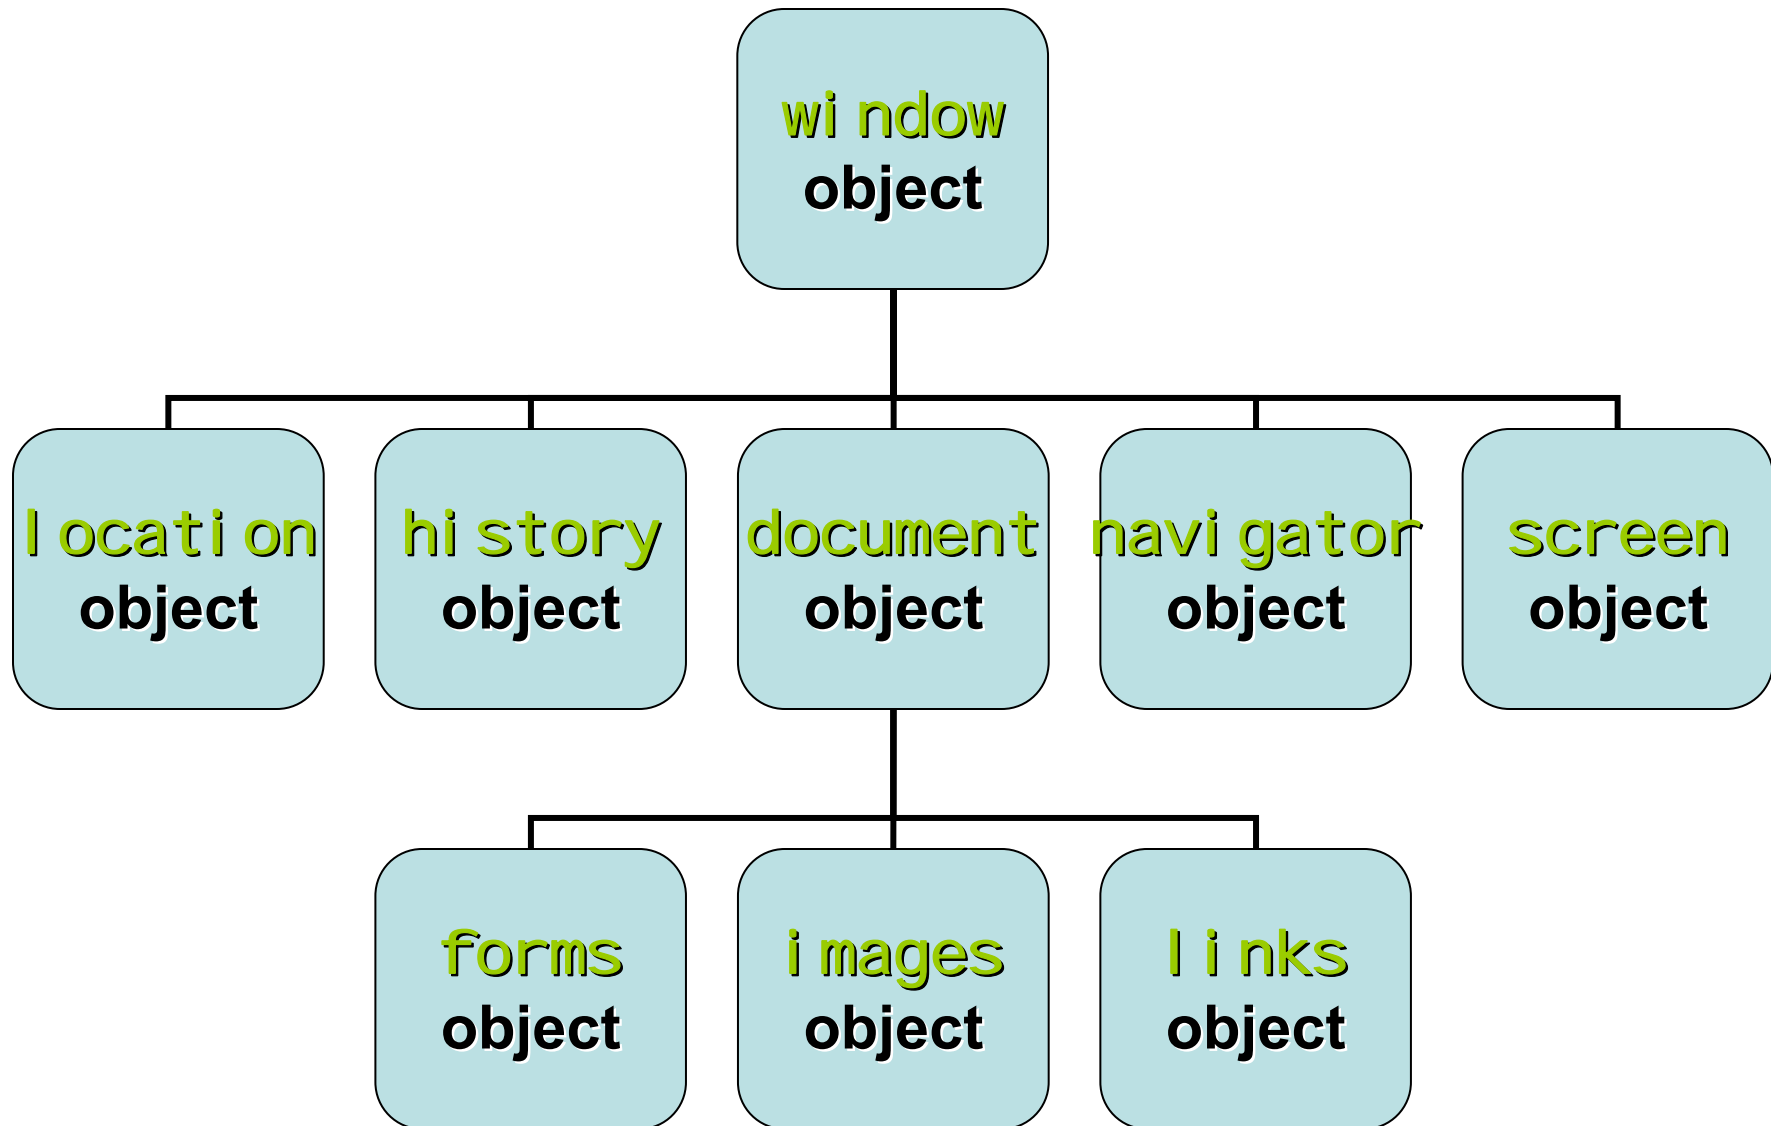 window
object
location
object
history
object
document
object
navigator
object
screen
object
forms
object
images
object
links
object